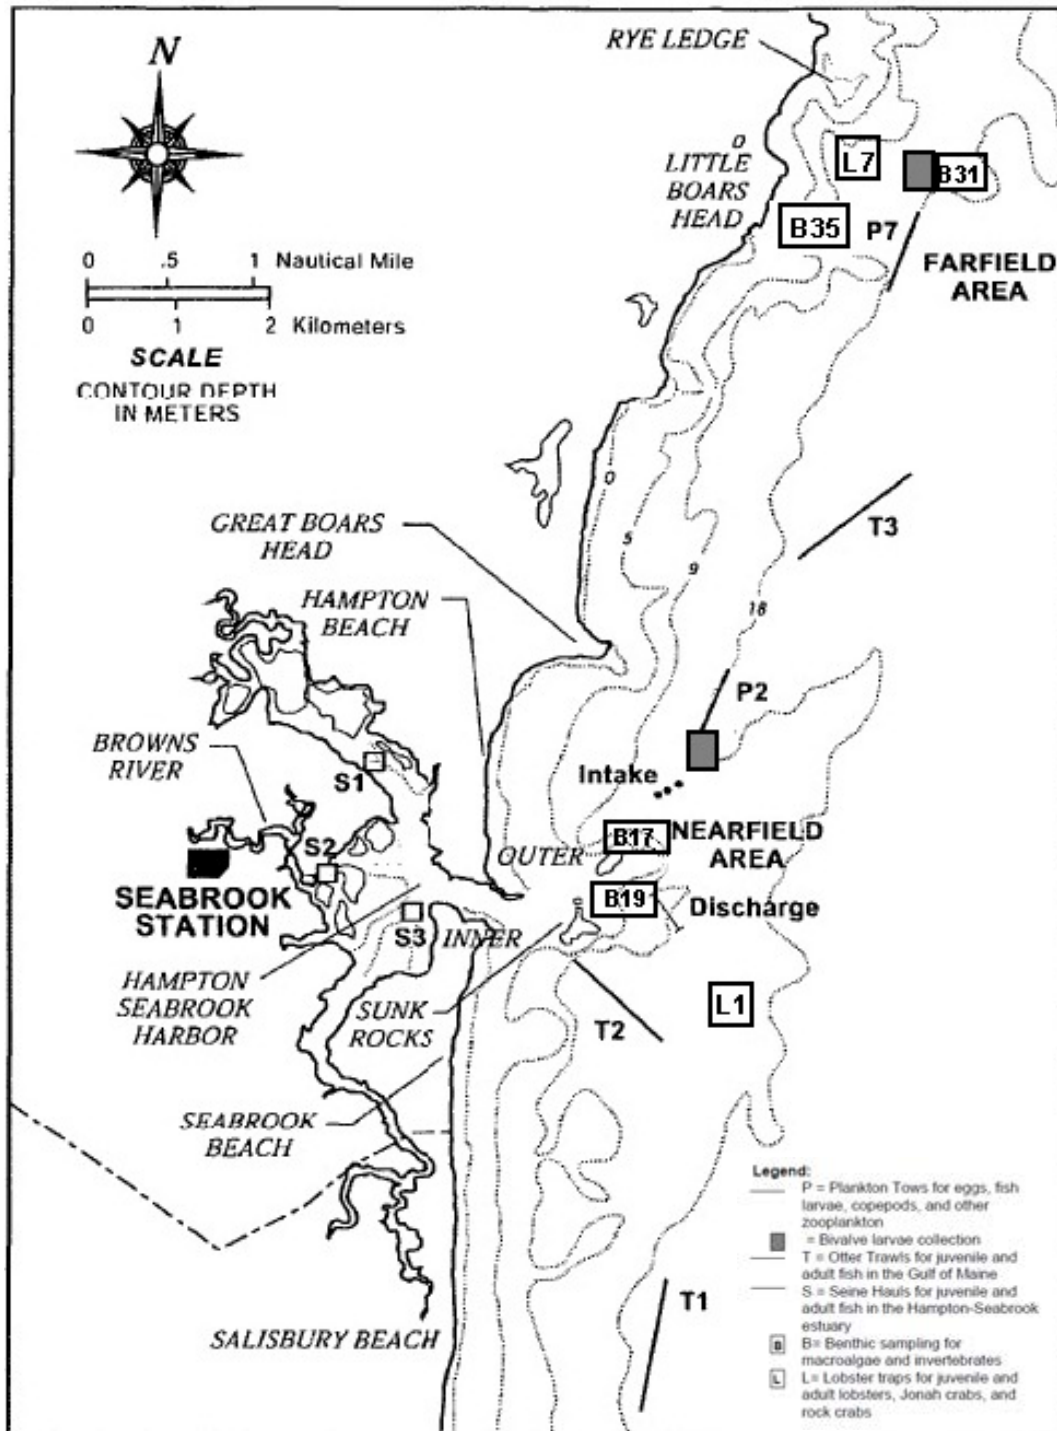 RYE LEDGE
N
LITTLE
BOARS
HEAD
L7
B31
B35
P7
FARFIELD
AREA
0 .5 1 Nautical Mile
0 1 2 Kilometers
SCALE
CONTOUR DEPTH
IN METERS
0
5
9
18
T3
GREAT BOARS
HEAD
HAMPTON
BEACH
P2
BROWNS
RIVER
S1
Intake
B17
NEARFIELD
AREA
OUTER
S2
SEABROOK
STATION
B19
Discharge
S3
INNER
HAMPTON
SEABROOK
HARBOR
SUNK
ROCKS
L1
T2
SEABROOK
BEACH
T1
SALISBURY BEACH
Legend:
P = Plankton Tows for eggs, fish
larvae, copepods, and other
zooplankton
= Bivalve larvae collection
T = Otter Trawls for juvenile and
adult fish in the Gulf of Maine
S = Seine Hauls for juvenile and
adult fish in the Hampton-Seabrook
estuary
B B= Benthic sampling for
macroalgae and invertebrates
L L= Lobster traps for juvenile and
adult lobsters, Jonah crabs, and
rock crabs